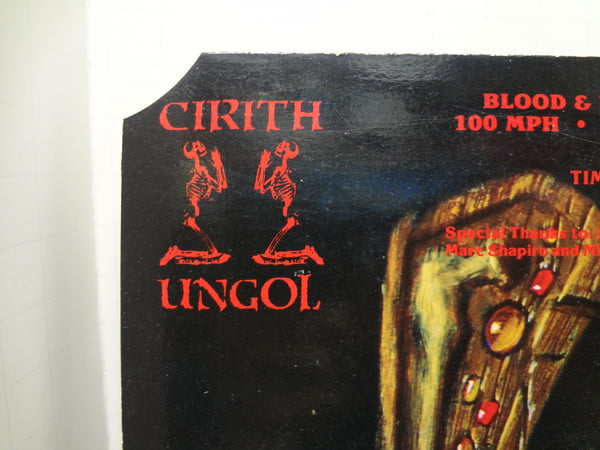 CIRITH
UNGOL
BLOOD &
100 MPH •
TIM
Special Thanks to:
Marc Shapiro and M